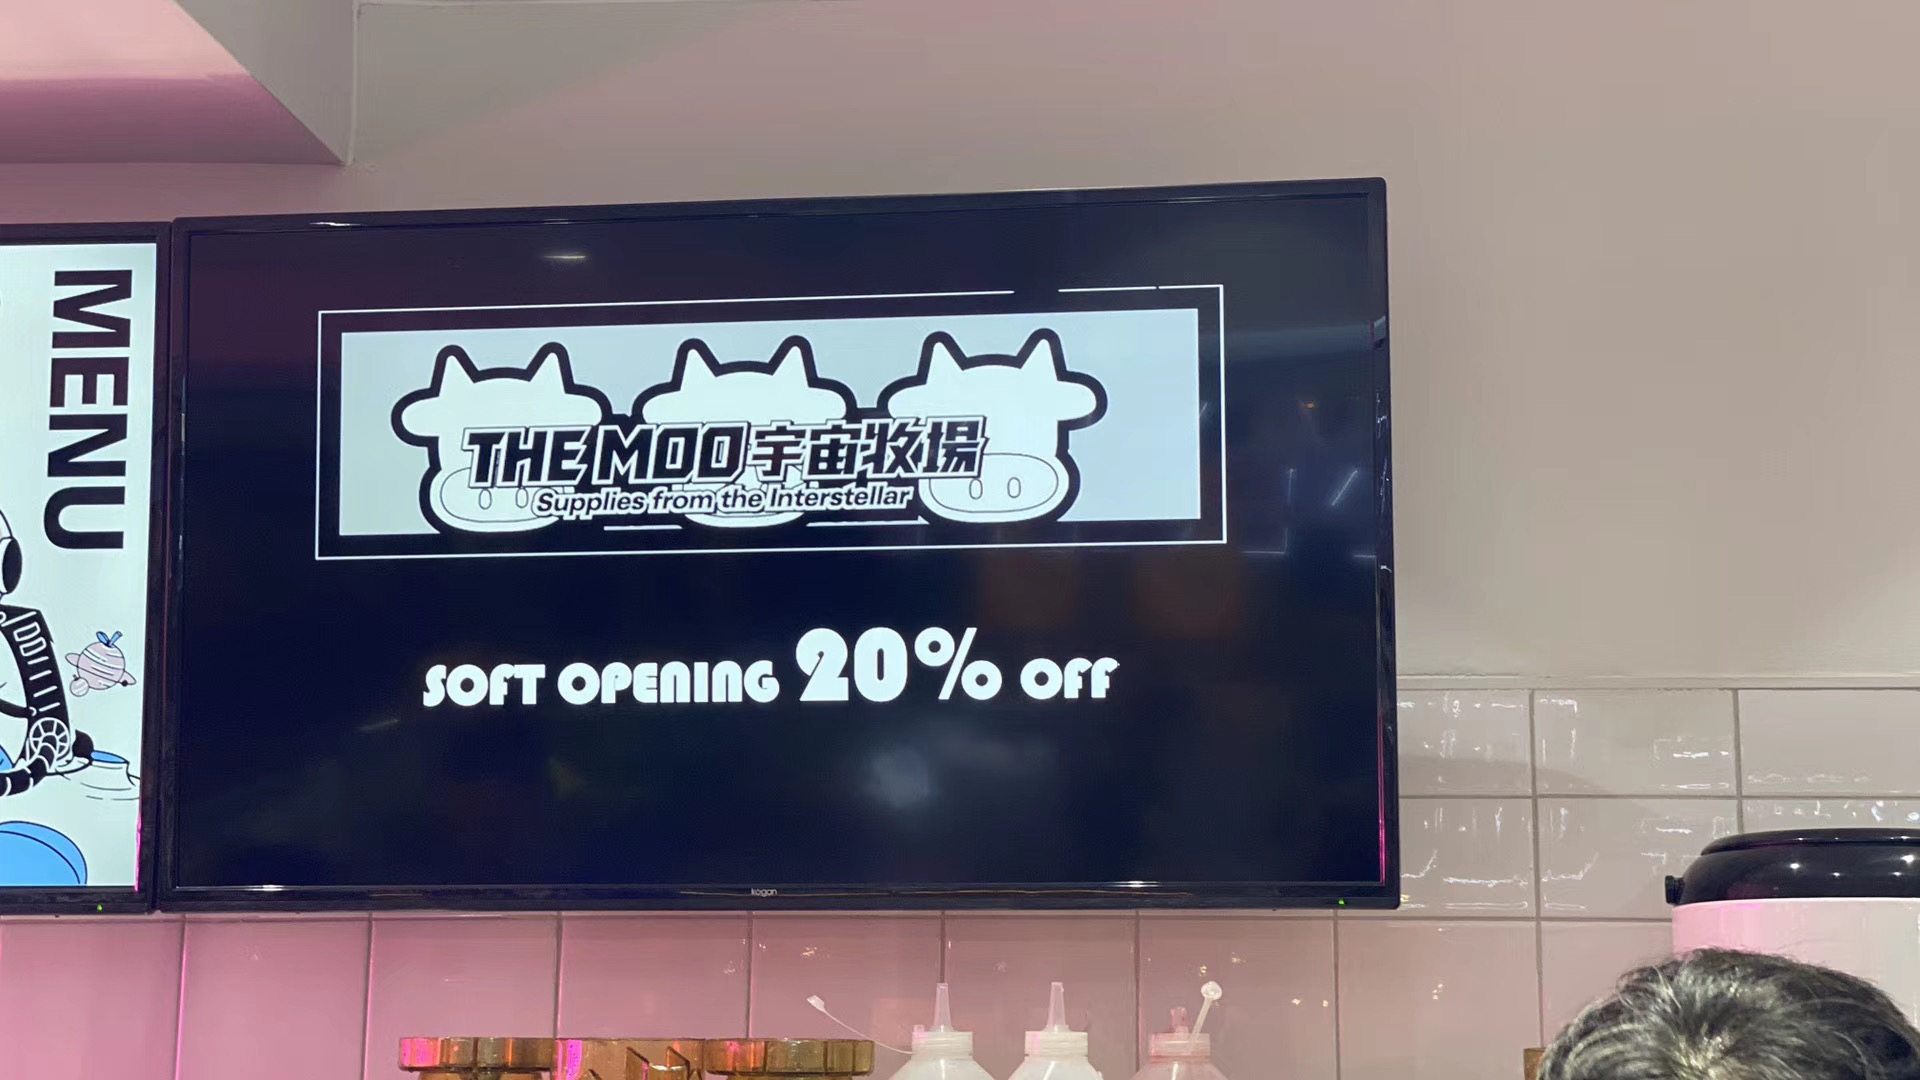 MENU
THE MOO 宇宙牧場
Supplies from the Interstellar
SOFT OPENING 20% OFF
kogan